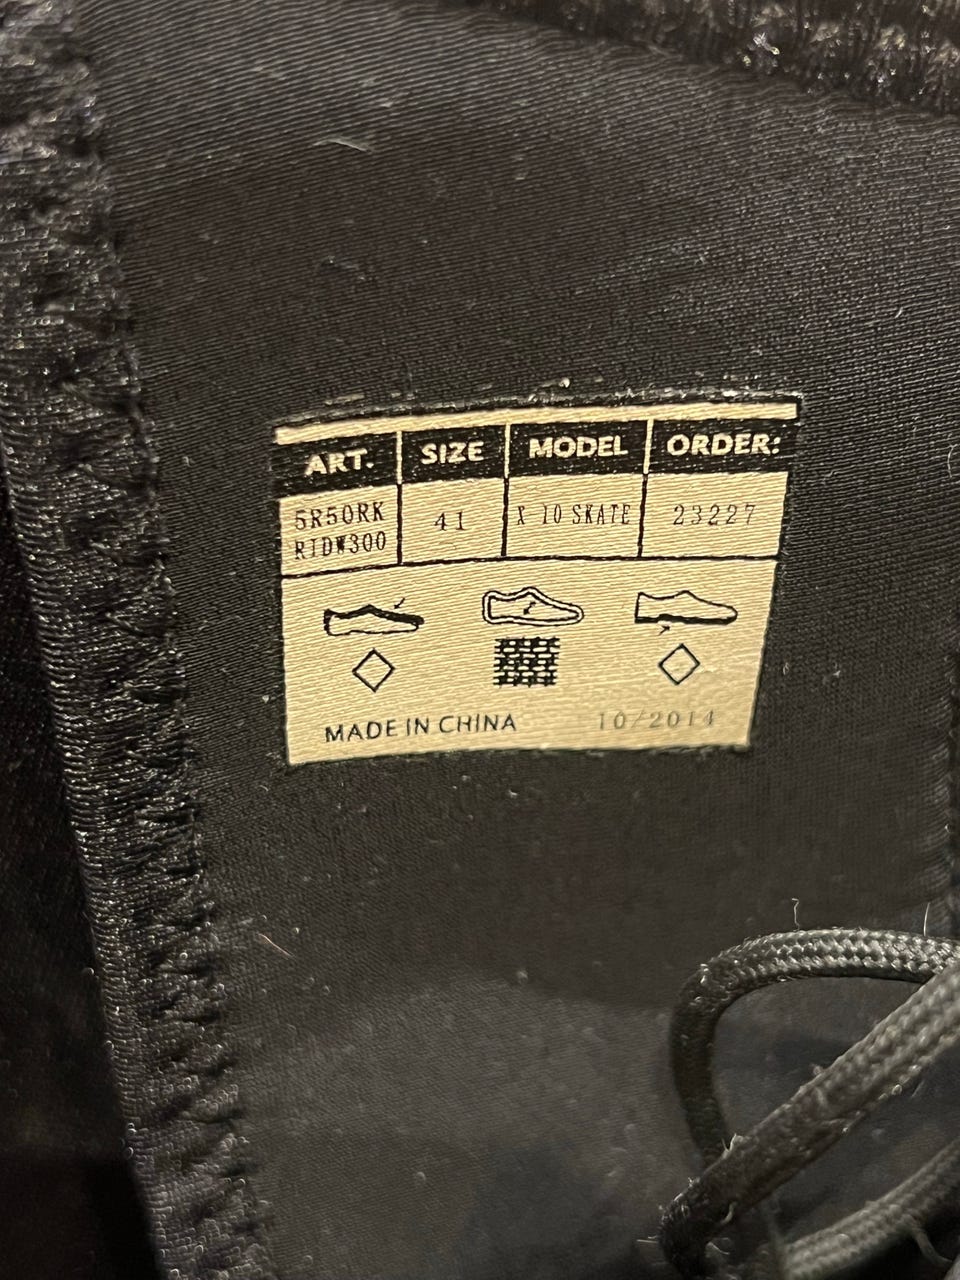 ART. SIZE MODEL ORDER:
5R50RK 41 X 10 SKATE 23227
RIDW300
MADE IN CHINA 10/2014